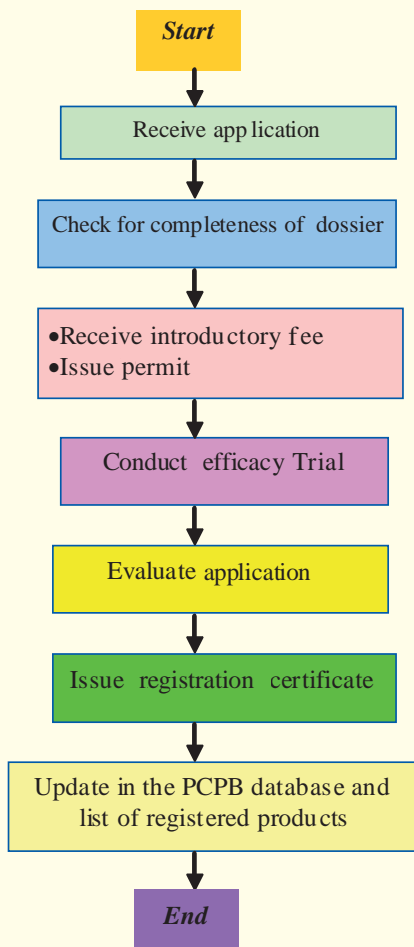 Start
Receive application
Check for completeness of dossier
•Receive introductory fee
•Issue permit
Conduct efficacy Trial
Evaluate application
Issue registration certificate
Update in the PCPB database and
list of registered products
End